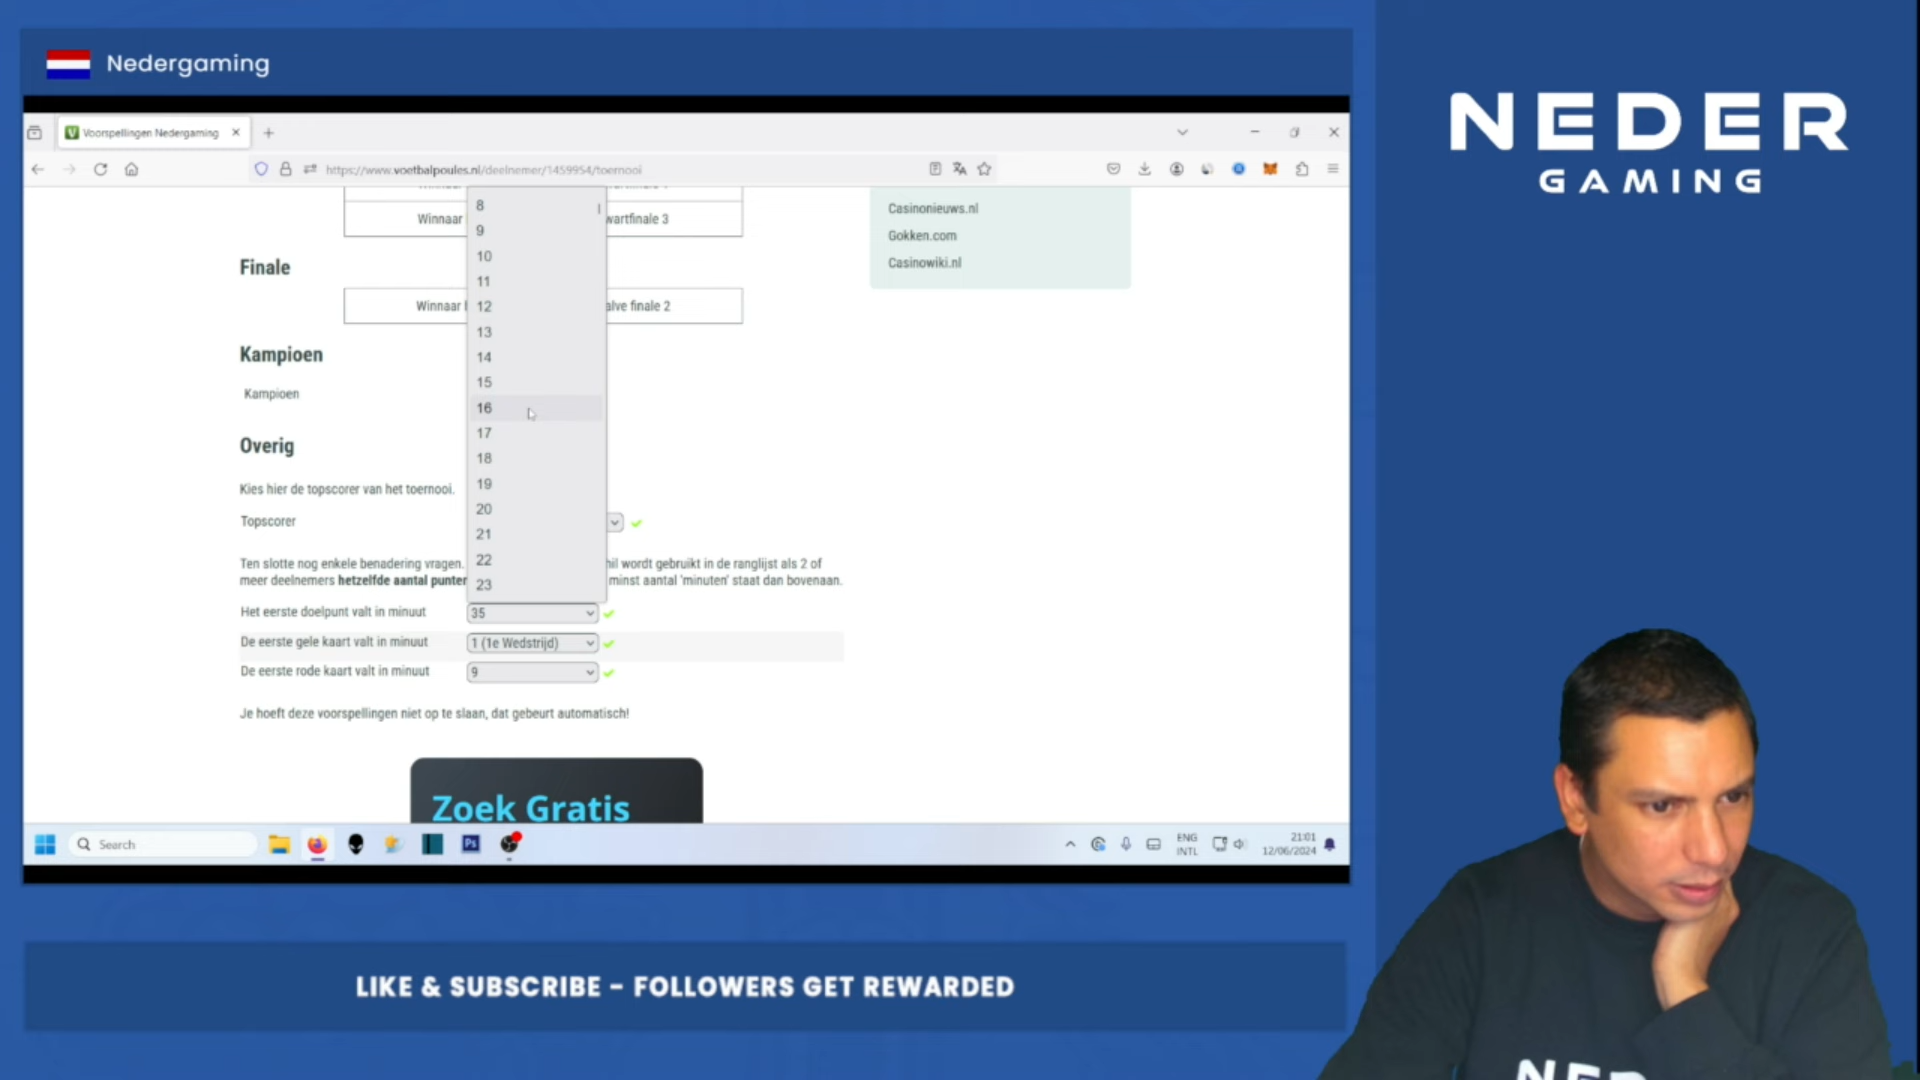 Nedergaming
NEDER
GAMING
Voorspellingen Nedergaming
https://www.voetbalpoules.nl/deelnemer/1459954/toernooi
Winnaar
wartfinale 3
Casinonieuws.nl
Gokken.com
Casinowiki.nl
Finale
Winnaar
alve finale 2
Kampioen
Kampioen
8
9
10
11
12
13
14
15
16
17
18
19
20
21
22
23
Overig
Kies hier de topscorer van het toernooi.
Topscorer
Ten slotte nog enkele benadering vragen. hil wordt gebruikt in de ranglijst als 2 of
meer deelnemers hetzelfde aantal punten minst aantal 'minuten' staat dan bovenaan.
Het eerste doelpunt valt in minuut 35
De eerste gele kaart valt in minuut 1 (1e Wedstrijd)
De eerste rode kaart valt in minuut 9
Je hoeft deze voorspellingen niet op te slaan, dat gebeurt automatisch!
Zoek Gratis
Search
Ps
ENG
INTL
21:01
12/06/2024
LIKE & SUBSCRIBE - FOLLOWERS GET REWARDED